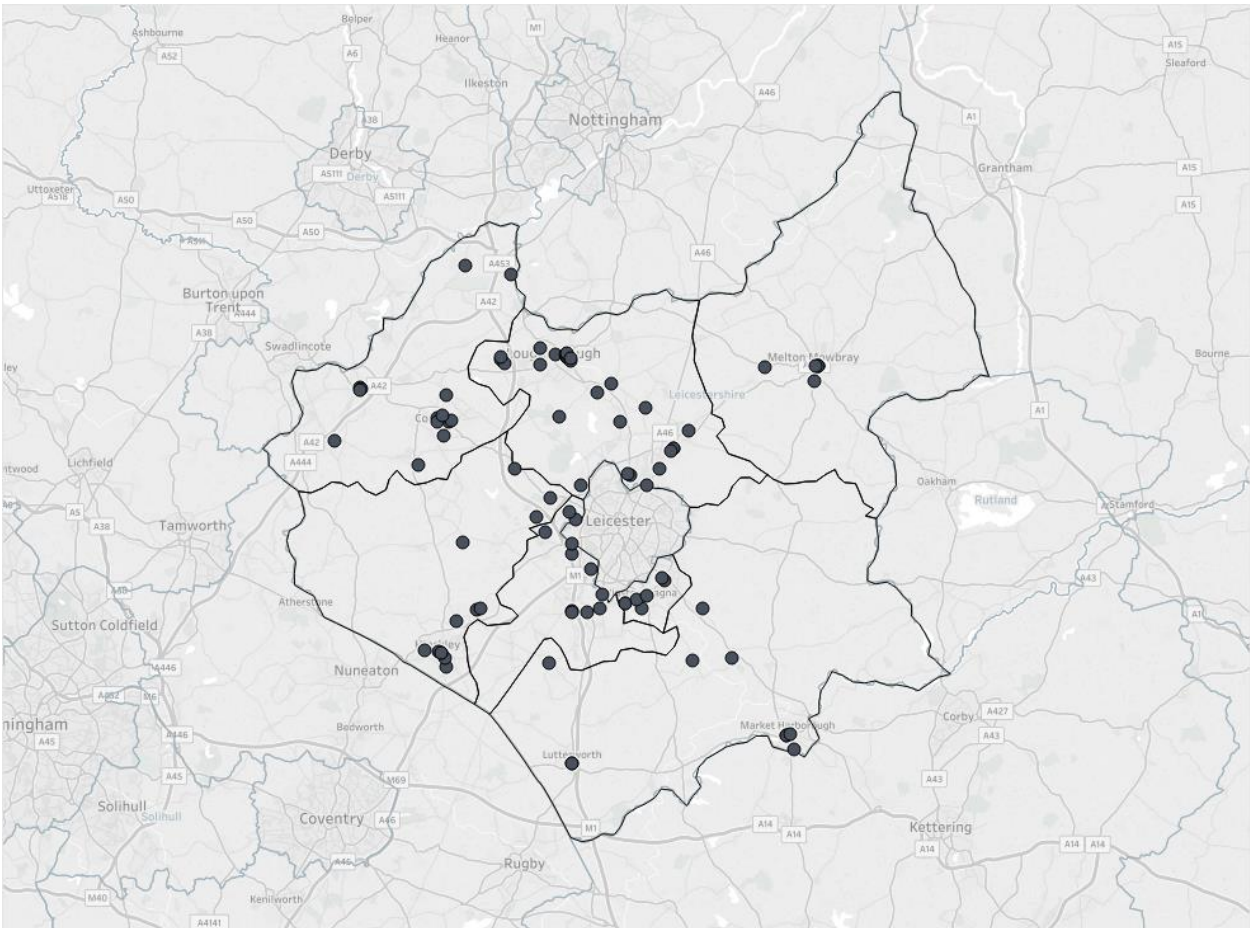 Belper
Ashbourne
M1
Heanor
A15
A52
A6
Sleaford
Ilkeston
A46
A38
Nottingham
A1
Derby
Grantham
A5111
Derby
A15
Uttoxeter
A50
A5111
A518
A15
A50
A50
A511
A46
A453
Burton upon
Trent
A444
A42
A38
Swadlincote
Bourne
Melton Mowbray
A42
Leicestershire
A1
A46
A42
Lichfield
A444
Oakham
Rutland
Stamford
A5
A38
Tamworth
Leicester
M1
A43
Atherstone
A1
Sutton Coldfield
A446
Nuneaton
M6
A427
Corby
Market Harborough
Bedworth
A446
A43
Lutterworth
A45
A45
M69
A43
Solihull
Solihull
Coventry
A46
M1
A14
A14
Kettering
A14
A14
A14
Rugby
A45
Kenilworth
M40
A4141